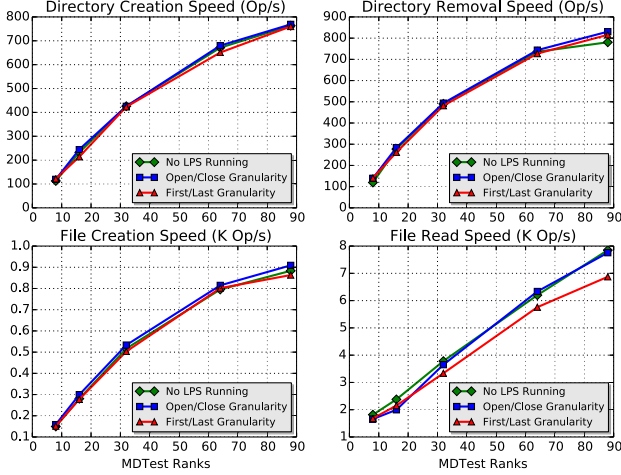 Directory Creation Speed (Op/s)
800
700
600
500
400
300
200
100
0
0 10 20 30 40 50 60 70 80 90
No LPS Running
Open/Close Granularity
First/Last Granularity
Directory Removal Speed (Op/s)
900
800
700
600
500
400
300
200
100
0
0 10 20 30 40 50 60 70 80 90
No LPS Running
Open/Close Granularity
First/Last Granularity
File Creation Speed (K Op/s)
1.0
0.9
0.8
0.7
0.6
0.5
0.4
0.3
0.2
0.1
0 10 20 30 40 50 60 70 80 90
No LPS Running
Open/Close Granularity
First/Last Granularity
MDTest Ranks
File Read Speed (K Op/s)
8
7
6
5
4
3
2
1
0 10 20 30 40 50 60 70 80 90
No LPS Running
Open/Close Granularity
First/Last Granularity
MDTest Ranks